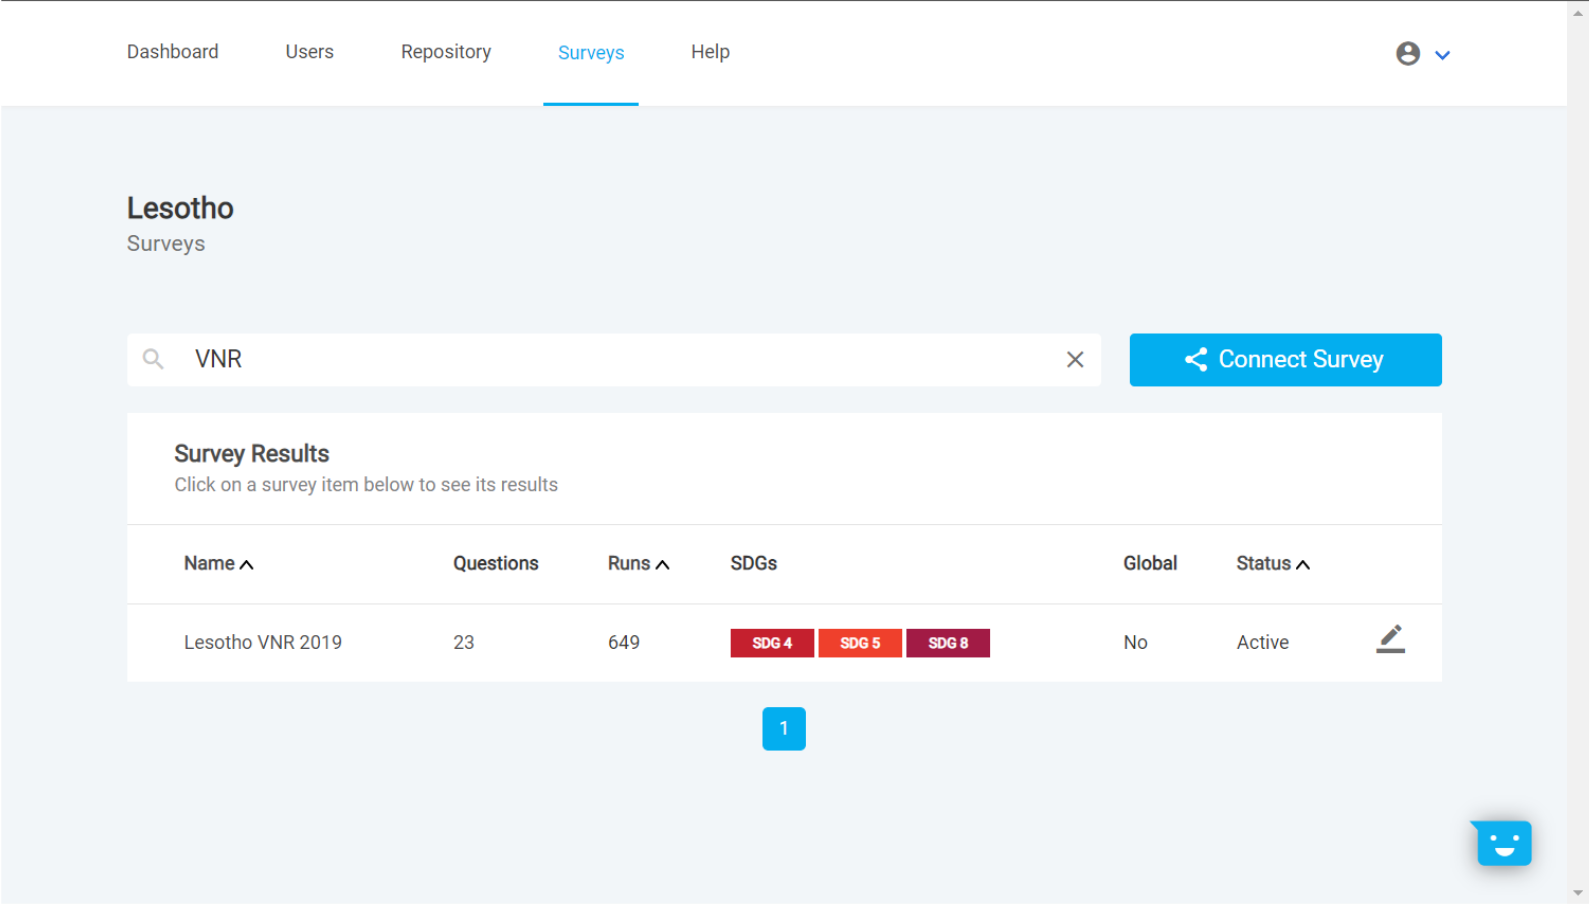 Dashboard Users Repository Surveys Help
Lesotho
Surveys
VNR
Connect Survey
Survey Results
Click on a survey item below to see its results
Name Questions Runs SDGs Global Status
Lesotho VNR 2019 23 649 SDG 4 SDG 5 SDG 8 No Active
1